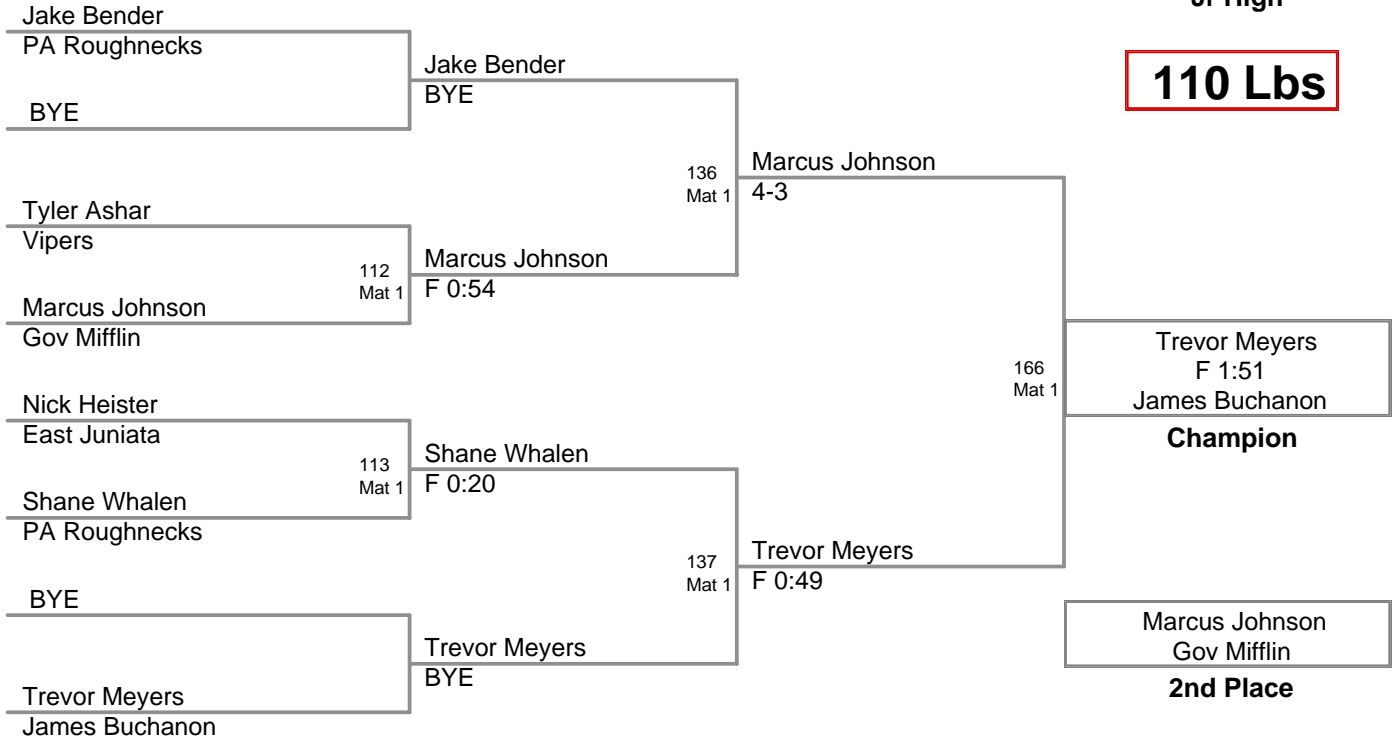 Jr High
110 Lbs
Jake Bender
PA Roughnecks
BYE
Tyler Ashar
Vipers
Marcus Johnson
Gov Mifflin
Nick Heister
East Juniata
Shane Whalen
PA Roughnecks
BYE
Trevor Meyers
James Buchanon
Jake Bender
BYE
112
Mat 1
Marcus Johnson
F 0:54
113
Mat 1
Shane Whalen
F 0:20
Trevor Meyers
BYE
136
Mat 1
Marcus Johnson
4-3
137
Mat 1
Trevor Meyers
F 0:49
166
Mat 1
Trevor Meyers
F 1:51
James Buchanon
Champion
Marcus Johnson
Gov Mifflin
2nd Place